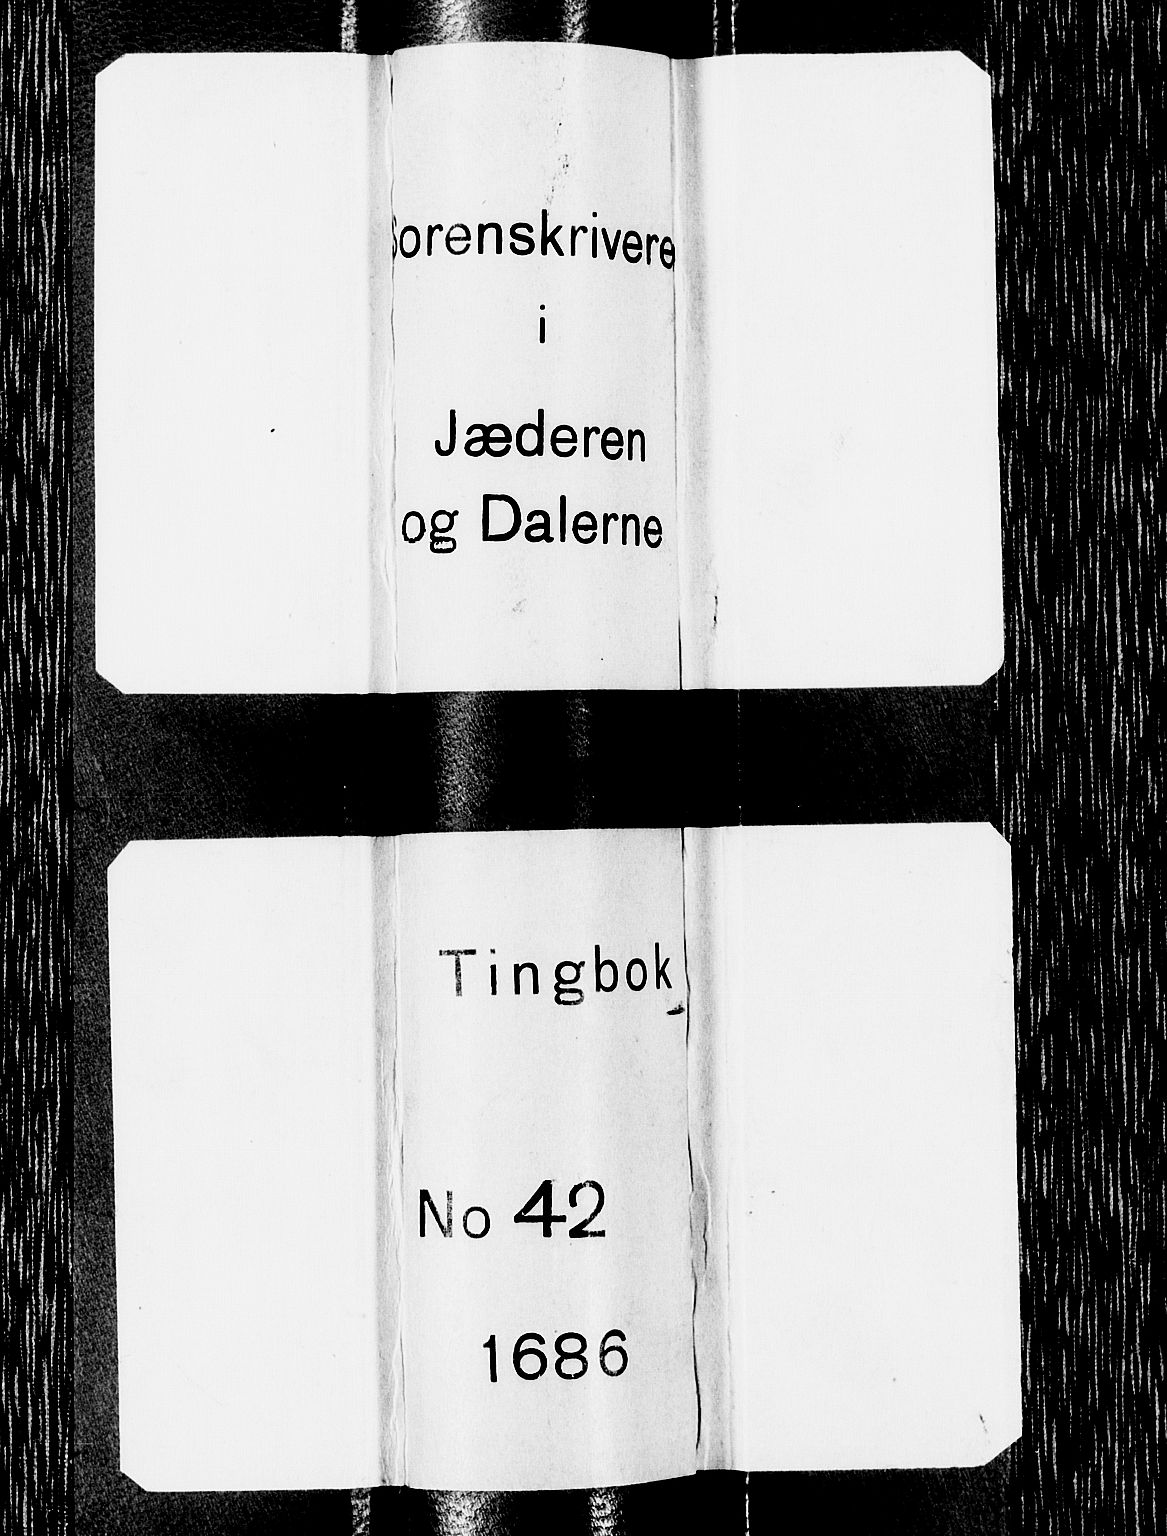 Sorenskrivere
i
Jæderen
og Dalerne
Tingbok
No 42
1686